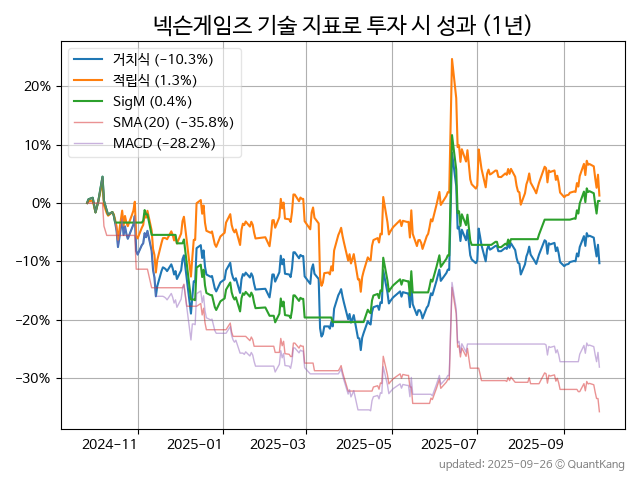 넥슨게임즈 기술 지표로 투자 시 성과 (1년)
거치식 (−10.3%)
적립식 (1.3%)
SigM (0.4%)
SMA(20) (−35.8%)
MACD (−28.2%)
20%
10%
0%
−10%
−20%
−30%
2024-11 2025-01 2025-03 2025-05 2025-07 2025-09
updated: 2025-09-26 © QuantKang